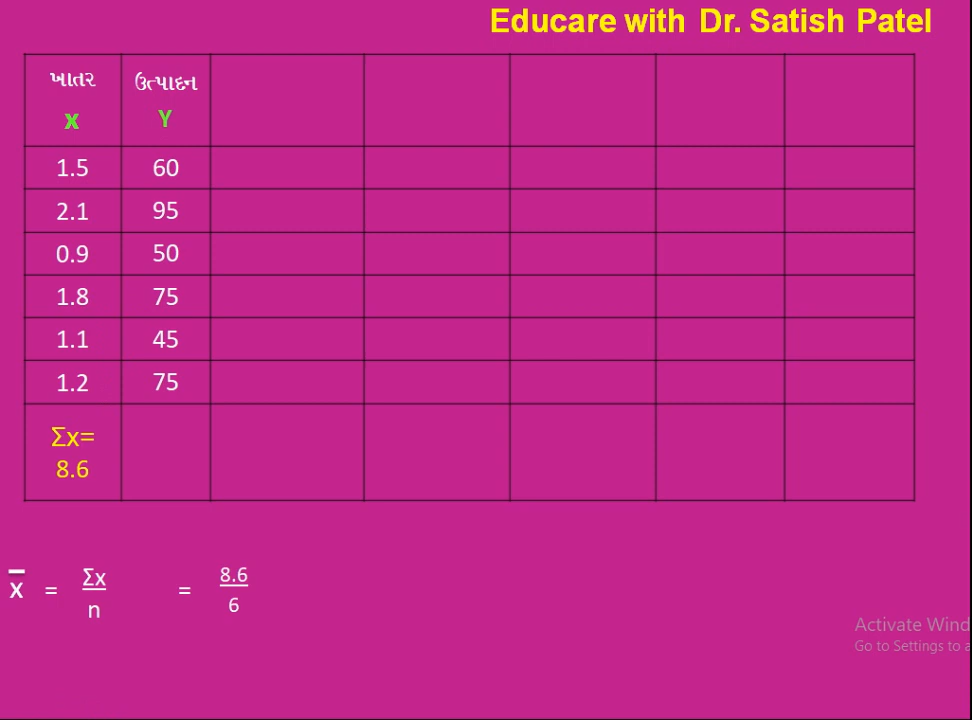 Educare with Dr. Satish Patel
ખાતર ઉત્પાદન
X Y
1.5 60
2.1 95
0.9 50
1.8 75
1.1 45
1.2 75
Σx=
8.6
x̅ = Σx/n = 8.6/6
Activate Wind
Go to Settings to a